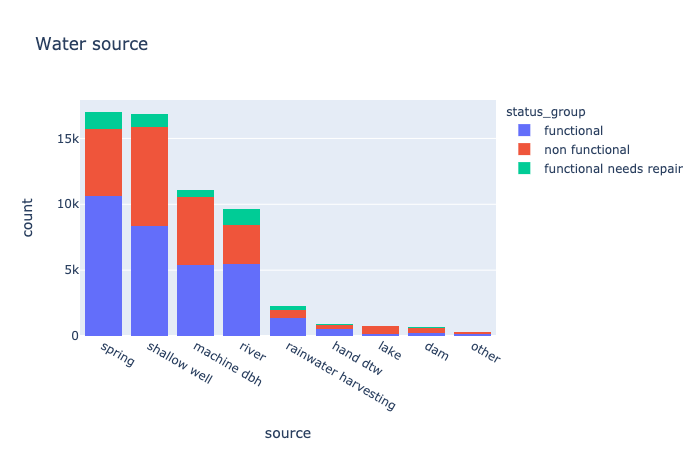 Water source
status_group
functional
non functional
functional needs repair
count
15k
10k
5k
0
spring
shallow well
machine dbh
river
rainwater harvesting
hand dtw
lake
dam
other
source